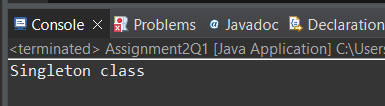 Console Problems Javadoc Declaration
<terminated> Assignment2Q1 [Java Application] C:\Users
Singleton class